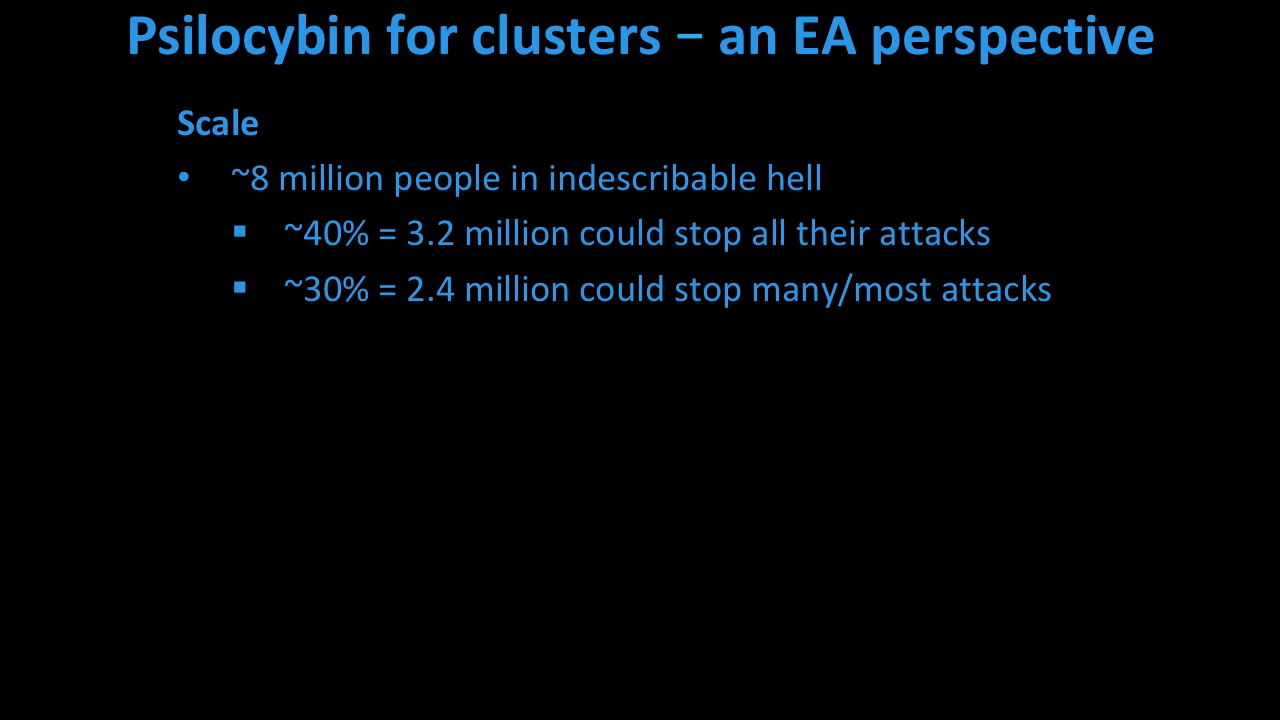 Psilocybin for clusters − an EA perspective
Scale
• ~8 million people in indescribable hell
▪ ~40% = 3.2 million could stop all their attacks
▪ ~30% = 2.4 million could stop many/most attacks